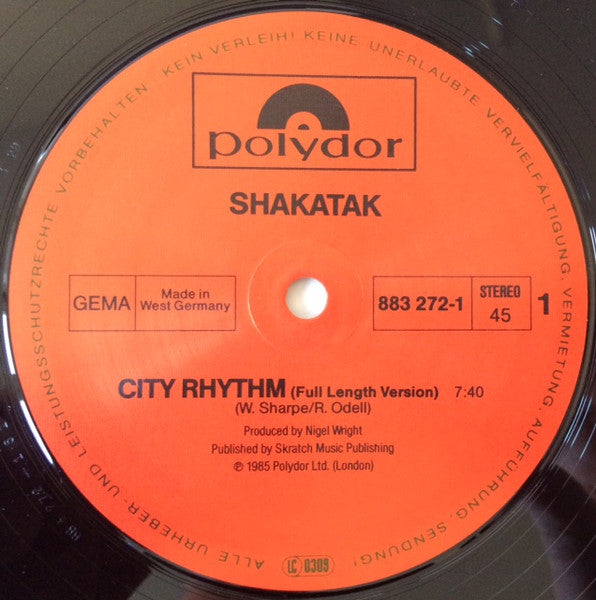 ALLE URHEBER- UND LEISTUNGSSCHUTZRECHTE VORBEHALTEN. KEIN VERLEIH! KEINE UNERLAUBTE VERVIELFÄLTIGUNG, VERMIETUNG, AUFFÜHRUNG, SENDUNG!
polydor
SHAKATAK
GEMA
Made in
West Germany
883 272-1
STEREO
45
1
CITY RHYTHM (Full Length Version) 7:40
(W. Sharpe/R. Odell)
Produced by Nigel Wright
Published by Skratch Music Publishing
℗ 1985 Polydor Ltd. (London)
LC 0309